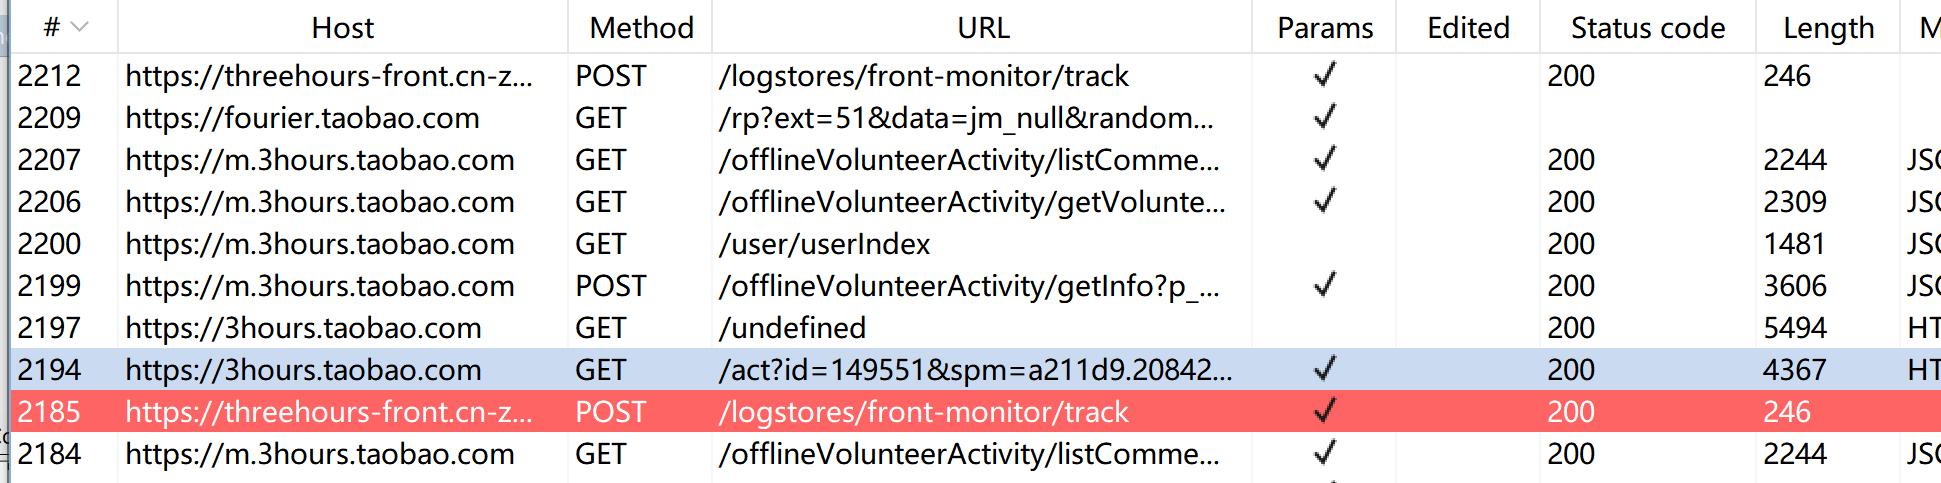 # Host Method URL Params Edited Status code Length M
2212 https://threehours-front.cn-z... POST /logstores/front-monitor/track ✓ 200 246
2209 https://fourier.taobao.com GET /rp?ext=51&data=jm_null&random... ✓
2207 https://m.3hours.taobao.com GET /offlineVolunteerActivity/listComme... ✓ 200 2244 JSO
2206 https://m.3hours.taobao.com GET /offlineVolunteerActivity/getVolunte... ✓ 200 2309 JSO
2200 https://m.3hours.taobao.com GET /user/userIndex 200 1481 JSO
2199 https://m.3hours.taobao.com POST /offlineVolunteerActivity/getInfo?p_... ✓ 200 3606 JSO
2197 https://3hours.taobao.com GET /undefined 200 5494 HT
2194 https://3hours.taobao.com GET /act?id=149551&spm=a211d9.20842... ✓ 200 4367 HT
2185 https://threehours-front.cn-z... POST /logstores/front-monitor/track ✓ 200 246
2184 https://m.3hours.taobao.com GET /offlineVolunteerActivity/listComme... ✓ 200 2244 JSO